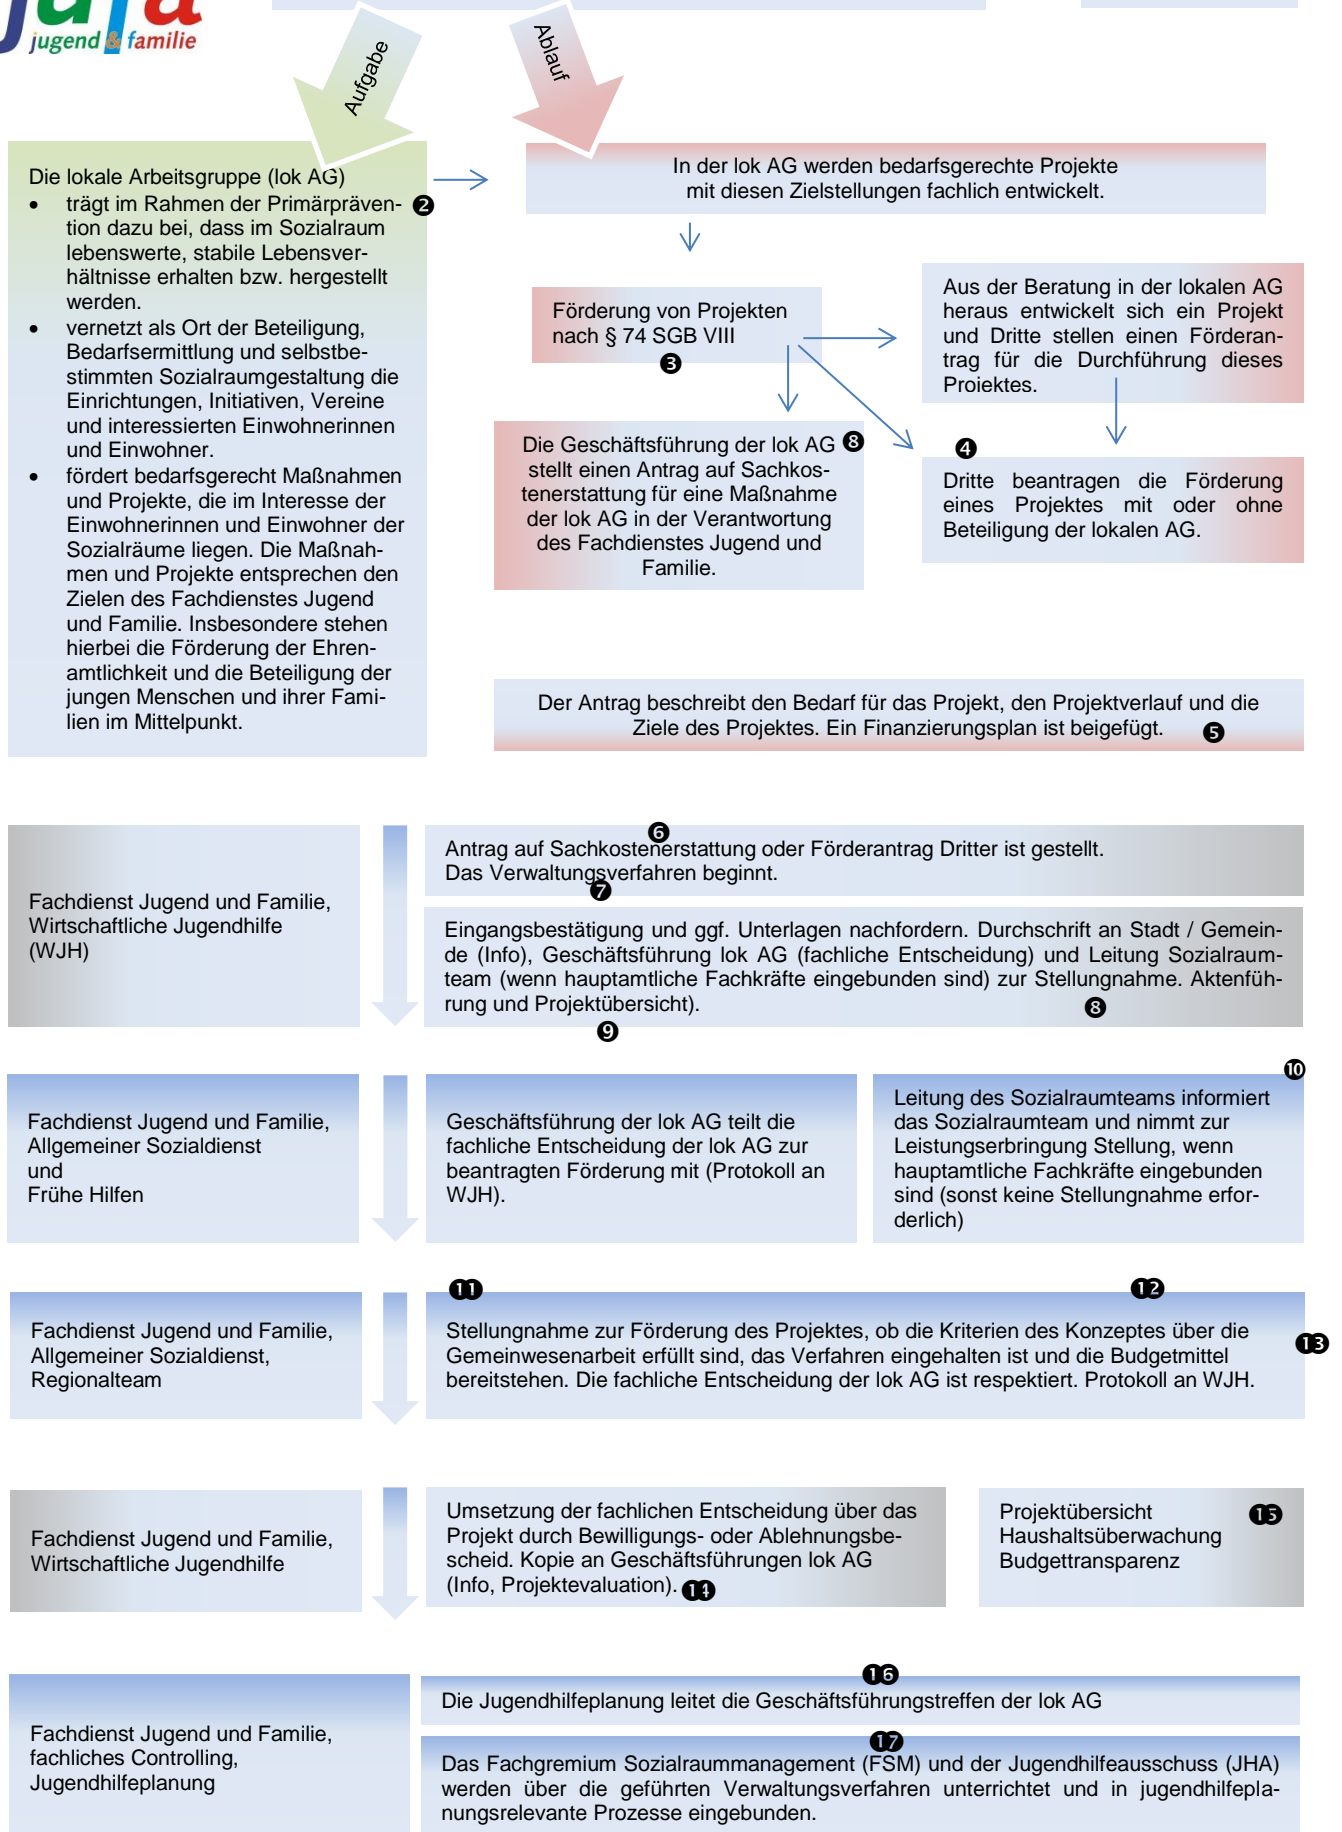 jufa
jugend & familie
Aufgabe
Ablauf
Die lokale Arbeitsgruppe (lok AG)
• trägt im Rahmen der Primärpräven- ❷
tion dazu bei, dass im Sozialraum
lebenswerte, stabile Lebensver-
hältnisse erhalten bzw. hergestellt
werden.
• vernetzt als Ort der Beteiligung,
Bedarfsermittlung und selbstbe-
stimmten Sozialraumgestaltung die
Einrichtungen, Initiativen, Vereine
und interessierten Einwohnerinnen
und Einwohner.
• fördert bedarfsgerecht Maßnahmen
und Projekte, die im Interesse der
Einwohnerinnen und Einwohner der
Sozialräume liegen. Die Maßnah-
men und Projekte entsprechen den
Zielen des Fachdienstes Jugend
und Familie. Insbesondere stehen
hierbei die Förderung der Ehren-
amtlichkeit und die Beteiligung der
jungen Menschen und ihrer Fami-
lien im Mittelpunkt.
In der lok AG werden bedarfsgerechte Projekte
mit diesen Zielstellungen fachlich entwickelt.
Förderung von Projekten
nach § 74 SGB VIII
❸
Aus der Beratung in der lokalen AG
heraus entwickelt sich ein Projekt
und Dritte stellen einen Förderan-
trag für die Durchführung dieses
Projektes.
Die Geschäftsführung der lok AG ❽
stellt einen Antrag auf Sachkos-
tenerstattung für eine Maßnahme
der lok AG in der Verantwortung
des Fachdienstes Jugend und
Familie.
❹
Dritte beantragen die Förderung
eines Projektes mit oder ohne
Beteiligung der lokalen AG.
Der Antrag beschreibt den Bedarf für das Projekt, den Projektverlauf und die
Ziele des Projektes. Ein Finanzierungsplan ist beigefügt. ❺
Fachdienst Jugend und Familie,
Wirtschaftliche Jugendhilfe
(WJH)
❻
Antrag auf Sachkostenerstattung oder Förderantrag Dritter ist gestellt.
Das Verwaltungsverfahren beginnt.
❼
Eingangsbestätigung und ggf. Unterlagen nachfordern. Durchschrift an Stadt / Gemein-
de (Info), Geschäftsführung lok AG (fachliche Entscheidung) und Leitung Sozialraum-
team (wenn hauptamtliche Fachkräfte eingebunden sind) zur Stellungnahme. Aktenfüh-
rung und Projektübersicht). ❽
❾
Fachdienst Jugend und Familie,
Allgemeiner Sozialdienst
und
Frühe Hilfen
Geschäftsführung der lok AG teilt die
fachliche Entscheidung der lok AG zur
beantragten Förderung mit (Protokoll an
WJH).
❿
Leitung des Sozialraumteams informiert
das Sozialraumteam und nimmt zur
Leistungserbringung Stellung, wenn
hauptamtliche Fachkräfte eingebunden
sind (sonst keine Stellungnahme erfor-
derlich)
Fachdienst Jugend und Familie,
Allgemeiner Sozialdienst,
Regionalteam
⓫ ⓬
Stellungnahme zur Förderung des Projektes, ob die Kriterien des Konzeptes über die
Gemeinwesenarbeit erfüllt sind, das Verfahren eingehalten ist und die Budgetmittel ⓭
bereitstehen. Die fachliche Entscheidung der lok AG ist respektiert. Protokoll an WJH.
Fachdienst Jugend und Familie,
Wirtschaftliche Jugendhilfe
Umsetzung der fachlichen Entscheidung über das
Projekt durch Bewilligungs- oder Ablehnungsbe-
scheid. Kopie an Geschäftsführungen lok AG
(Info, Projektevaluation). ⓮
Projektübersicht ⓯
Haushaltsüberwachung
Budgettransparenz
Fachdienst Jugend und Familie,
fachliches Controlling,
Jugendhilfeplanung
⓰
Die Jugendhilfeplanung leitet die Geschäftsführungstreffen der lok AG
⓱
Das Fachgremium Sozialraummanagement (FSM) und der Jugendhilfeausschuss (JHA)
werden über die geführten Verwaltungsverfahren unterrichtet und in jugendhilfepla-
nungsrelevante Prozesse eingebunden.